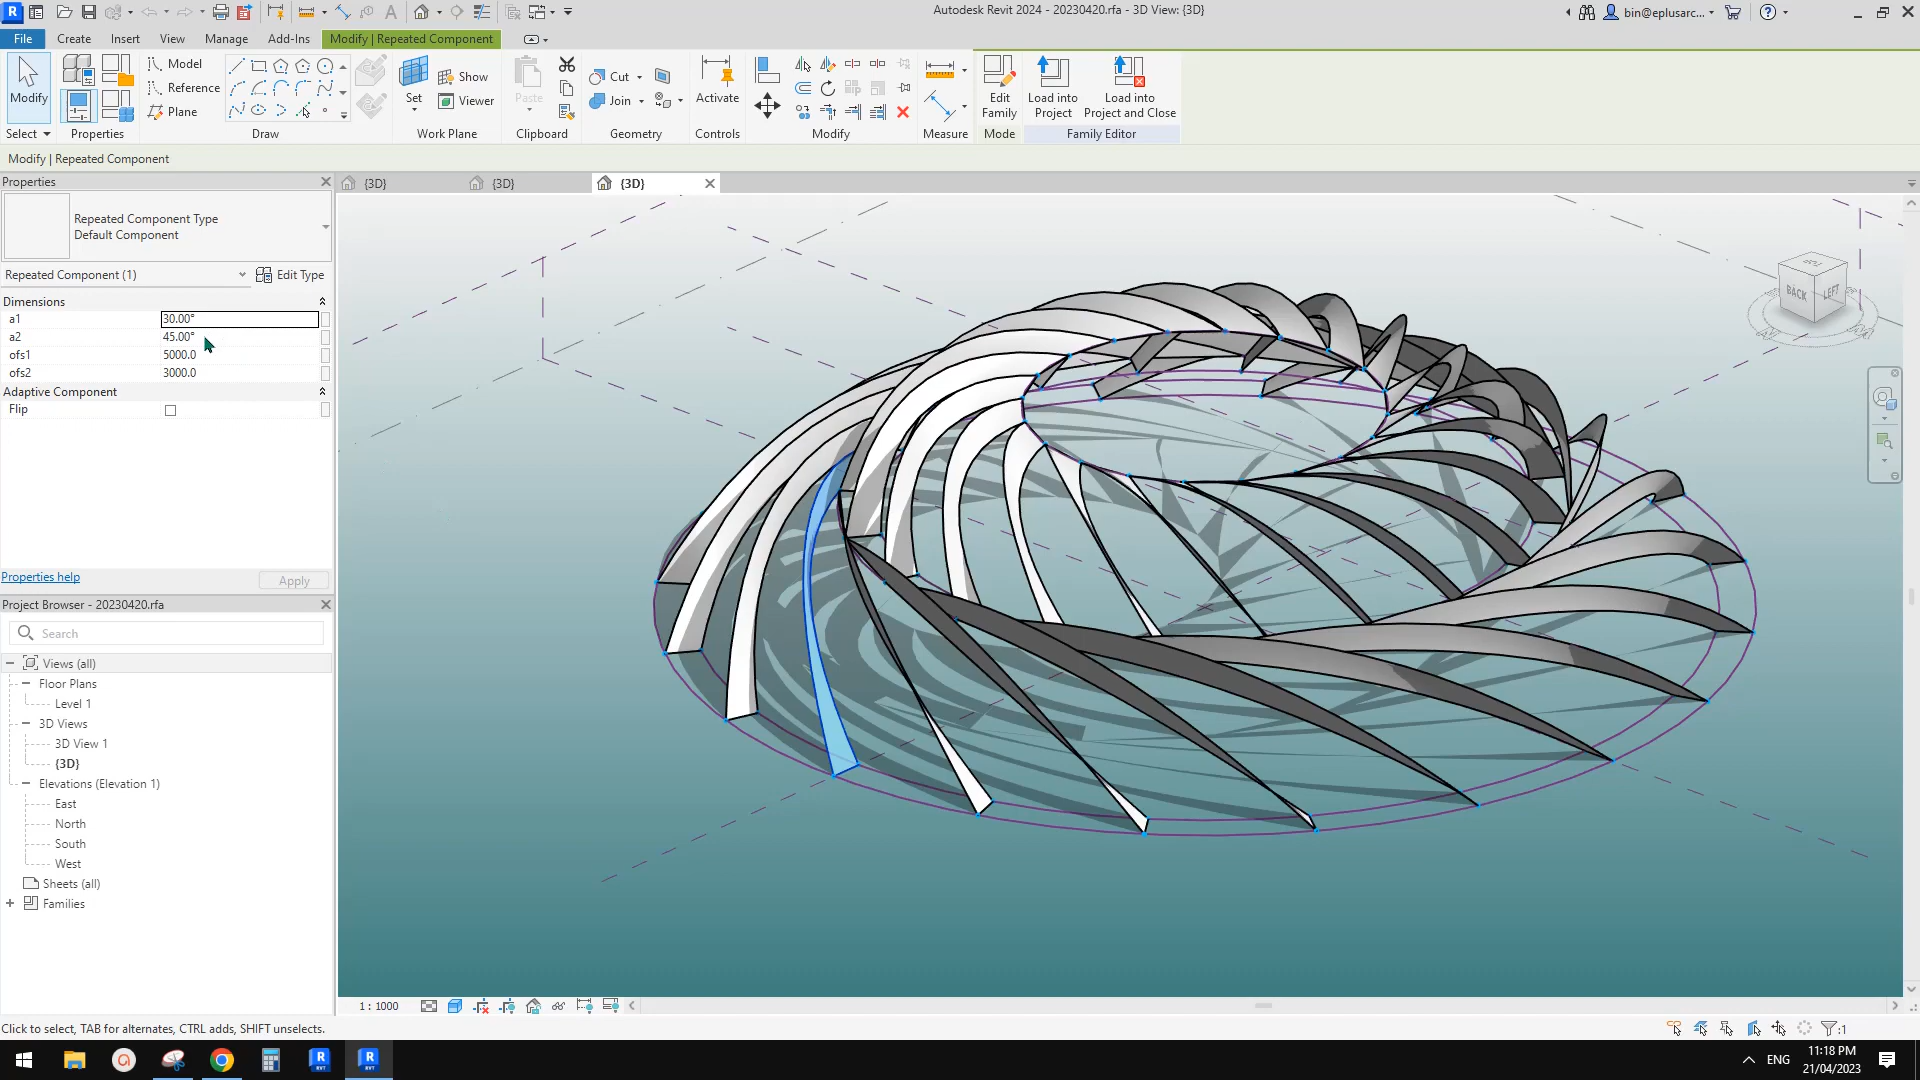 Autodesk Revit 2024 - 20230420.rfa - 3D View: {3D}
bin@eplusarc...
File
Create
Insert
View
Manage
Add-Ins
Modify | Repeated Component
Modify
Select
Properties
Model
Reference
Plane
Draw
Set
Show
Viewer
Work Plane
Paste
Clipboard
Cut
Join
Geometry
Activate
Controls
Modify
Measure
Edit
Family
Mode
Load into
Project
Load into
Project and Close
Family Editor
Modify | Repeated Component
Properties
{3D}
{3D}
{3D}
Repeated Component Type
Default Component
Repeated Component (1)
Edit Type
Dimensions
a1 30.00°
a2 45.00°
ofs1 5000.0
ofs2 3000.0
Adaptive Component
Flip
Properties help
Apply
Project Browser - 20230420.rfa
Search
Views (all)
Floor Plans
Level 1
3D Views
3D View 1
{3D}
Elevations (Elevation 1)
East
North
South
West
Sheets (all)
Families
TOP
BACK
LEFT
1 : 1000
Click to select, TAB for alternates, CTRL adds, SHIFT unselects.
:1
ENG
11:18 PM
21/04/2023